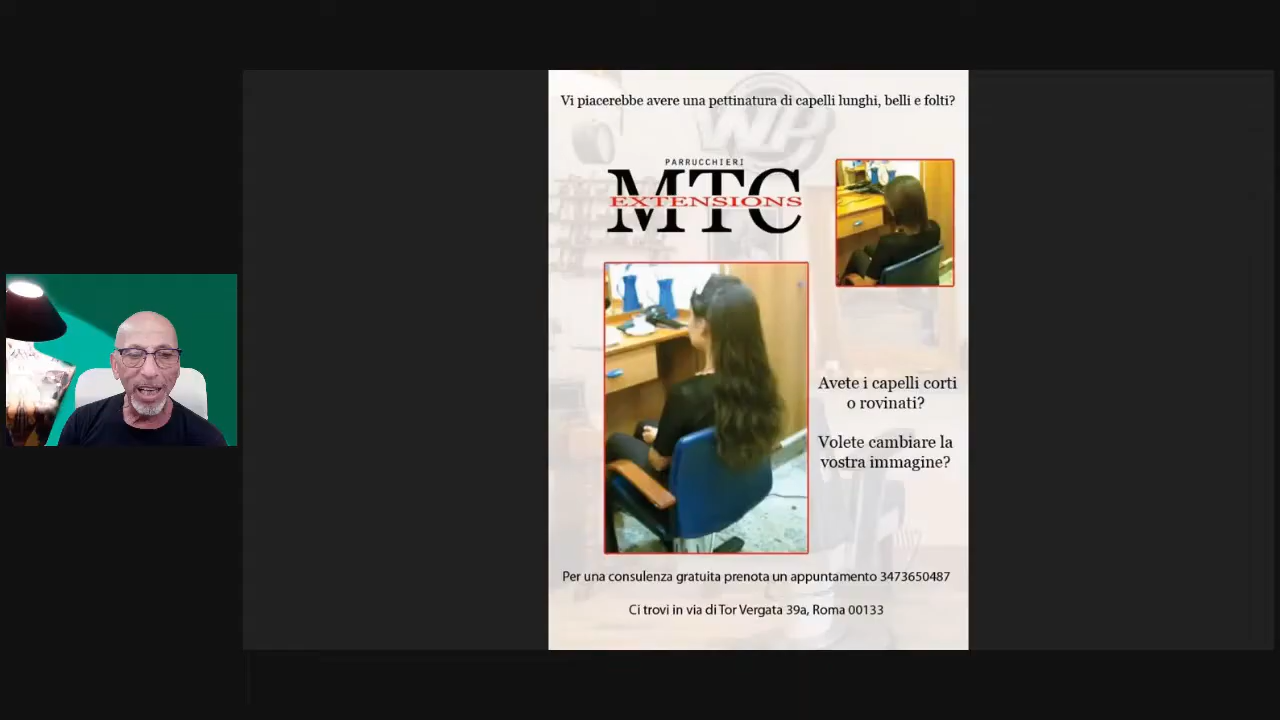 Vi piacerebbe avere una pettinatura di capelli lunghi, belli e folti?
WP
PARRUCCHIERI
MTC
EXTENSIONS
Avete i capelli corti
o rovinati?
Volete cambiare la
vostra immagine?
Per una consulenza gratuita prenota un appuntamento 3473650487
Ci trovi in via di Tor Vergata 39a, Roma 00133